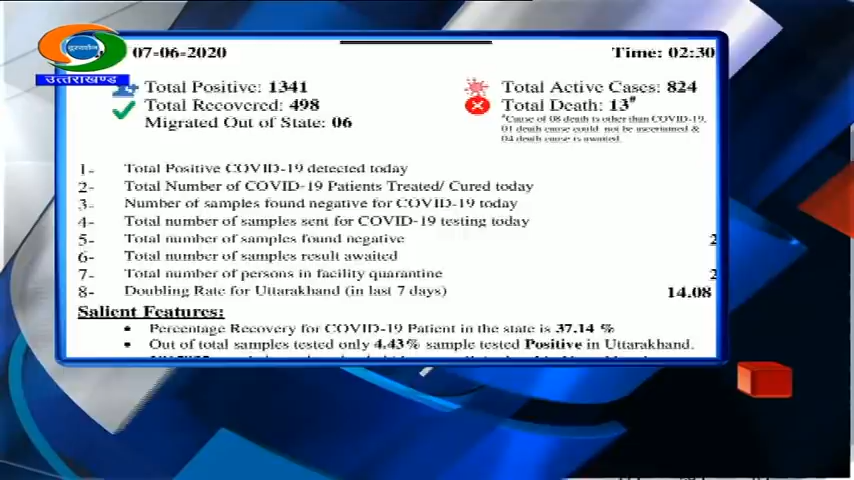 दूरदर्शन
उत्तराखण्ड
07-06-2020 Time: 02:30
Total Positive: 1341 Total Active Cases: 824
Total Recovered: 498 Total Death: 13#
Migrated Out of State: 06
#Cause of 08 death is other than COVID-19.
01 death cause could not be ascertained &
04 death cause is awaited.
1- Total Positive COVID-19 detected today
2- Total Number of COVID-19 Patients Treated/ Cured today
3- Number of samples found negative for COVID-19 today
4- Total number of samples sent for COVID-19 testing today
5- Total number of samples found negative 2
6- Total number of samples result awaited
7- Total number of persons in facility quarantine 2
8- Doubling Rate for Uttarakhand (in last 7 days) 14.08
Salient Features:
• Percentage Recovery for COVID-19 Patient in the state is 37.14 %
• Out of total samples tested only 4.43% sample tested Positive in Uttarakhand.